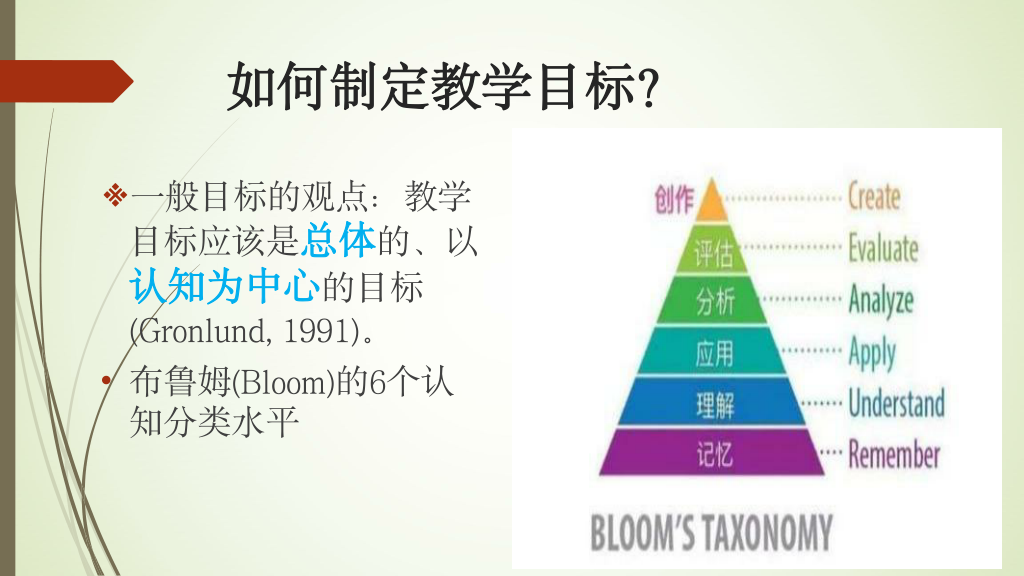 如何制定教学目标?
❖一般目标的观点：教学
目标应该是总体的、以
认知为中心的目标
(Gronlund, 1991)。
• 布鲁姆(Bloom)的6个认
知分类水平
创作 Create
评估 Evaluate
分析 Analyze
应用 Apply
理解 Understand
记忆 Remember
BLOOM'S TAXONOMY